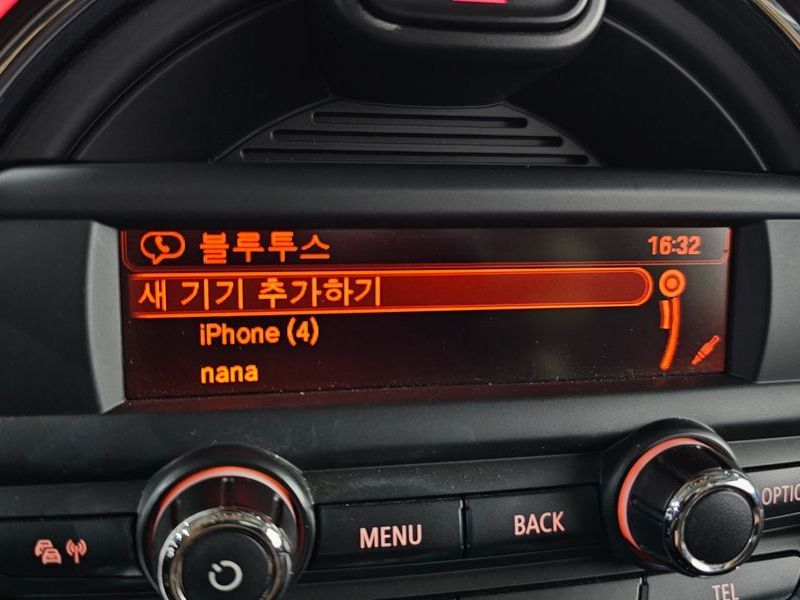 블루투스 16:32
새 기기 추가하기
iPhone (4)
nana
MENU BACK
TEL